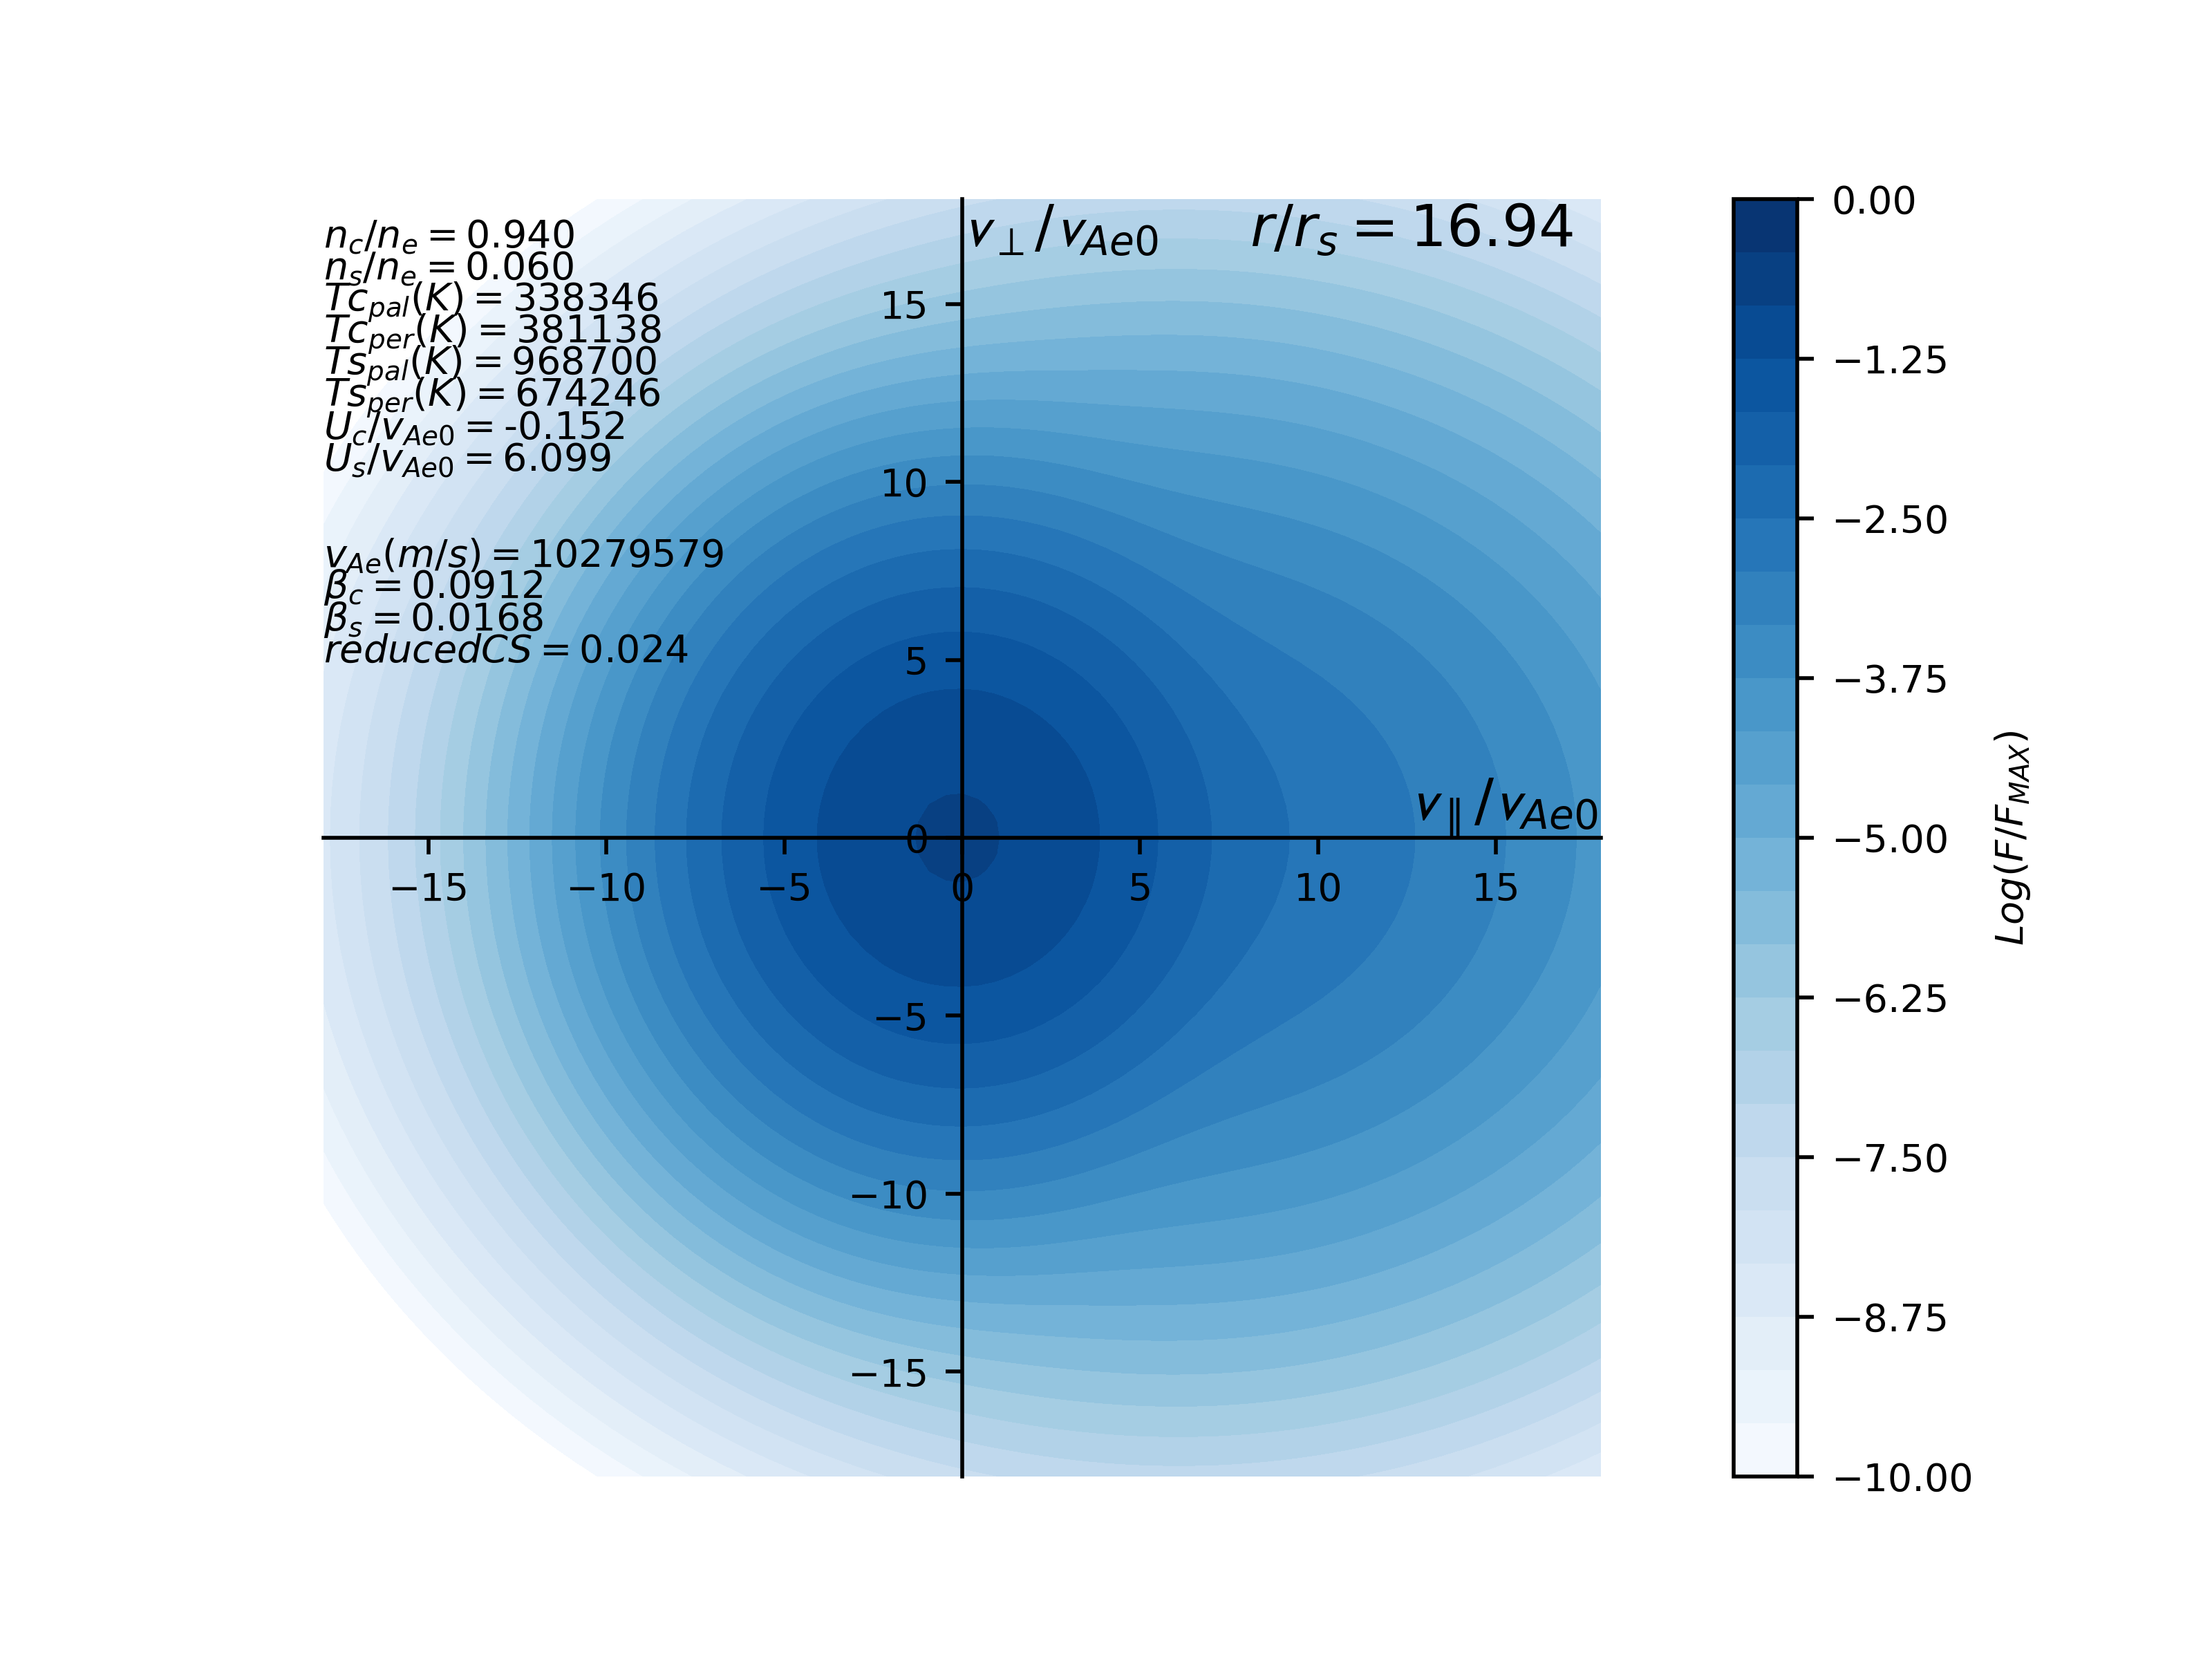 n_c/n_e = 0.940
n_s/n_e = 0.060
Tc_pal(K) = 338346
Tc_per(K) = 381138
Ts_pal(K) = 968700
Ts_per(K) = 674246
U_c/v_Ae0 = -0.152
U_s/v_Ae0 = 6.099
v_Ae(m/s) = 10279579
β_c = 0.0912
β_s = 0.0168
reducedCS = 0.024
v_⊥/v_Ae0
r/r_s = 16.94
15
10
5
0
−5
−10
−15
v_∥/v_Ae0
−15 −10 −5 0 5 10 15
0.00
−1.25
−2.50
−3.75
−5.00
−6.25
−7.50
−8.75
−10.00
Log(F/F_MAX)